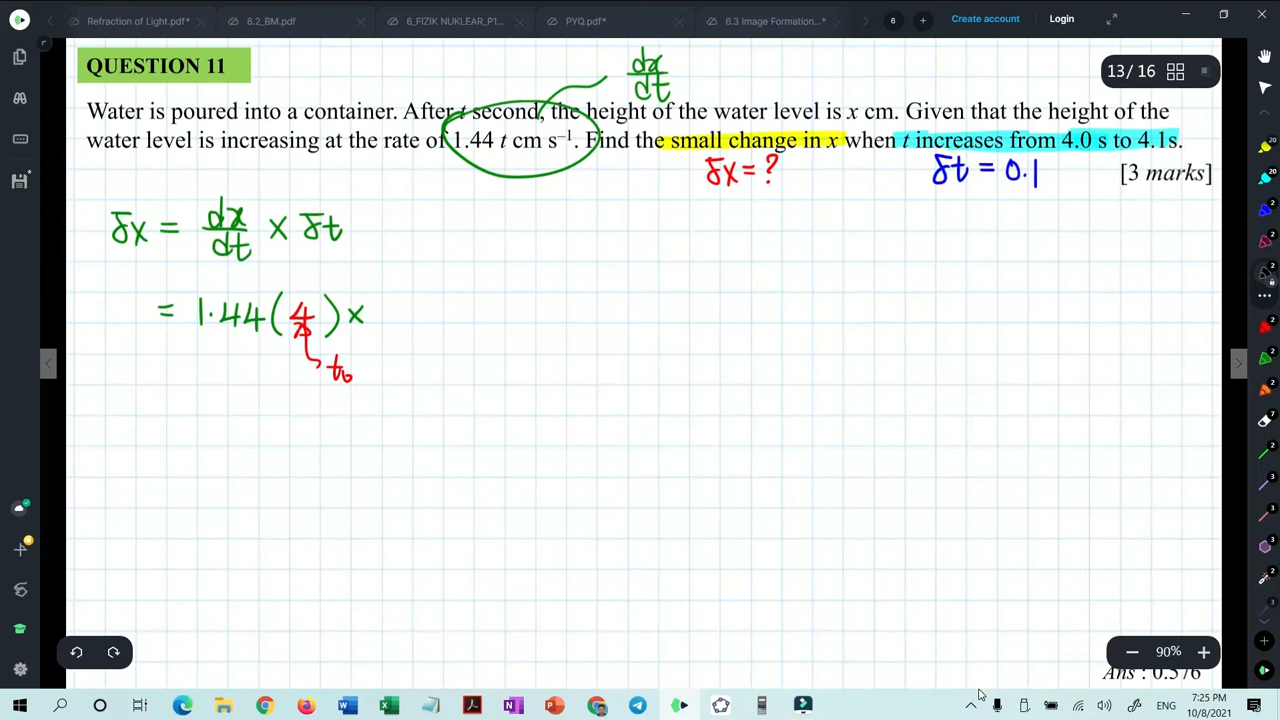 Refraction of Light.pdf*
6.2_BM.pdf
6_FIZIK NUKLEAR_P1...
PYQ.pdf*
6.3 Image Formation...*
6
Create account
Login
QUESTION 11
13/ 16
dx/dt
Water is poured into a container. After t second, the height of the water level is x cm. Given that the height of the
water level is increasing at the rate of 1.44 t cm s⁻¹. Find the small change in x when t increases from 4.0 s to 4.1s.
δx = ?
δt = 0.1
[3 marks]
δx = dx/dt × δt
= 1.44(4)×
t₀
90%
Ans : 0.576
ENG
7:25 PM
10/8/2021